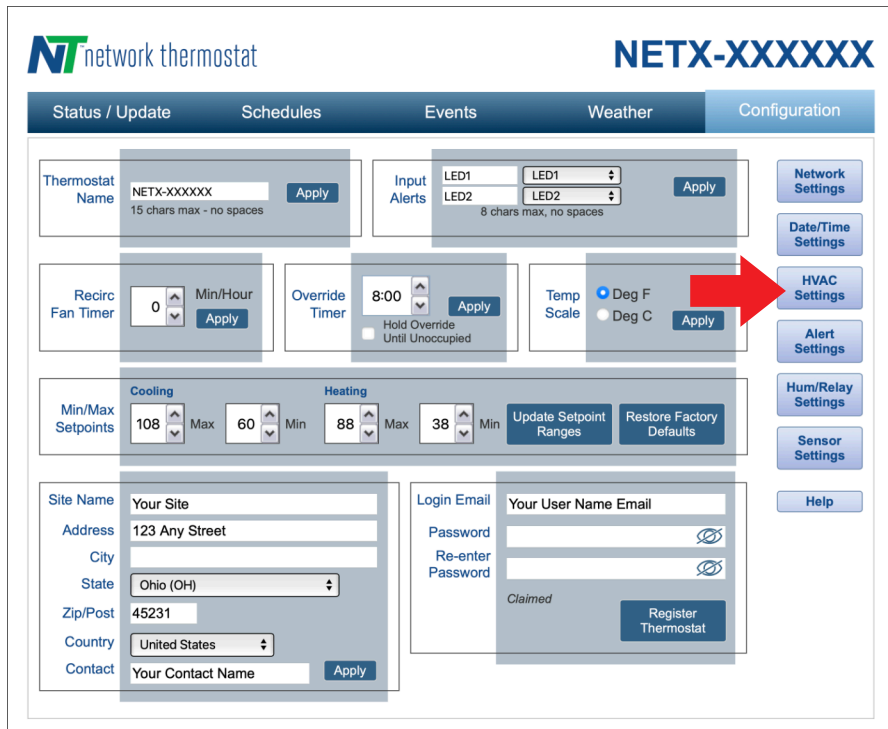 NT™ network thermostat
NETX-XXXXXX
Status / Update Schedules Events Weather Configuration
Thermostat
Name
NETX-XXXXXX
Apply
15 chars max - no spaces
Input
Alerts
LED1 LED1
LED2 LED2
Apply
8 chars max, no spaces
Recirc
Fan Timer
0
Min/Hour
Apply
Override
Timer
8:00
Apply
Hold Override
Until Unoccupied
Temp
Scale
Deg F
Deg C
Apply
Min/Max
Setpoints
Cooling
108 Max 60 Min
Heating
88 Max 38 Min
Update Setpoint
Ranges
Restore Factory
Defaults
Site Name Your Site
Address 123 Any Street
City
State Ohio (OH)
Zip/Post 45231
Country United States
Contact Your Contact Name Apply
Login Email Your User Name Email
Password
Re-enter
Password
Claimed
Register
Thermostat
Network
Settings
Date/Time
Settings
HVAC
Settings
Alert
Settings
Hum/Relay
Settings
Sensor
Settings
Help